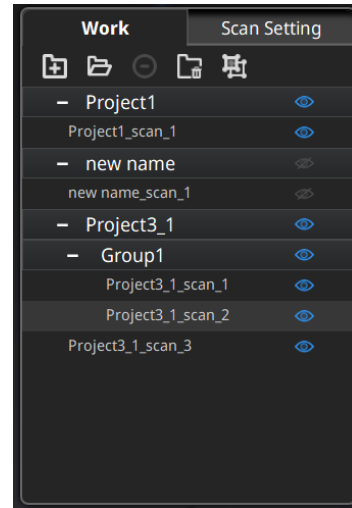 Work Scan Setting
Project1
Project1_scan_1
new name
new name_scan_1
Project3_1
Group1
Project3_1_scan_1
Project3_1_scan_2
Project3_1_scan_3